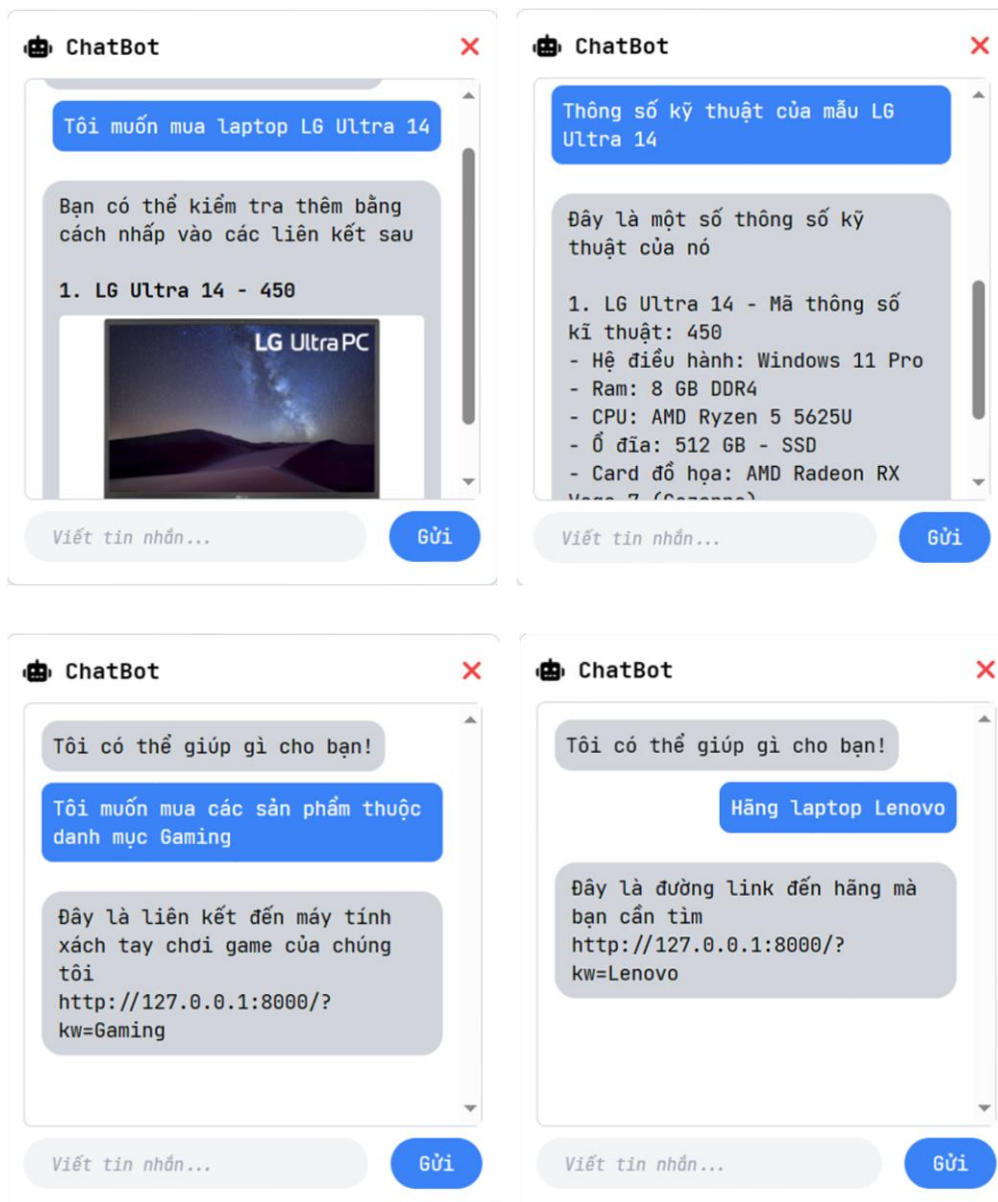 ChatBot
Tôi muốn mua laptop LG Ultra 14
Bạn có thể kiểm tra thêm bằng
cách nhấp vào các liên kết sau
1. LG Ultra 14 - 450
LG UltraPC
Viết tin nhắn...
Gửi
ChatBot
Thông số kỹ thuật của mẫu LG
Ultra 14
Đây là một số thông số kỹ
thuật của nó
1. LG Ultra 14 - Mã thông số
kĩ thuật: 450
- Hệ điều hành: Windows 11 Pro
- Ram: 8 GB DDR4
- CPU: AMD Ryzen 5 5625U
- Ổ đĩa: 512 GB - SSD
- Card đồ họa: AMD Radeon RX
Viết tin nhắn...
Gửi
ChatBot
Tôi có thể giúp gì cho bạn!
Tôi muốn mua các sản phẩm thuộc
danh mục Gaming
Đây là liên kết đến máy tính
xách tay chơi game của chúng
tôi
http://127.0.0.1:8000/?
kw=Gaming
Viết tin nhắn...
Gửi
ChatBot
Tôi có thể giúp gì cho bạn!
Hãng laptop Lenovo
Đây là đường link đến hãng mà
bạn cần tìm
http://127.0.0.1:8000/?
kw=Lenovo
Viết tin nhắn...
Gửi